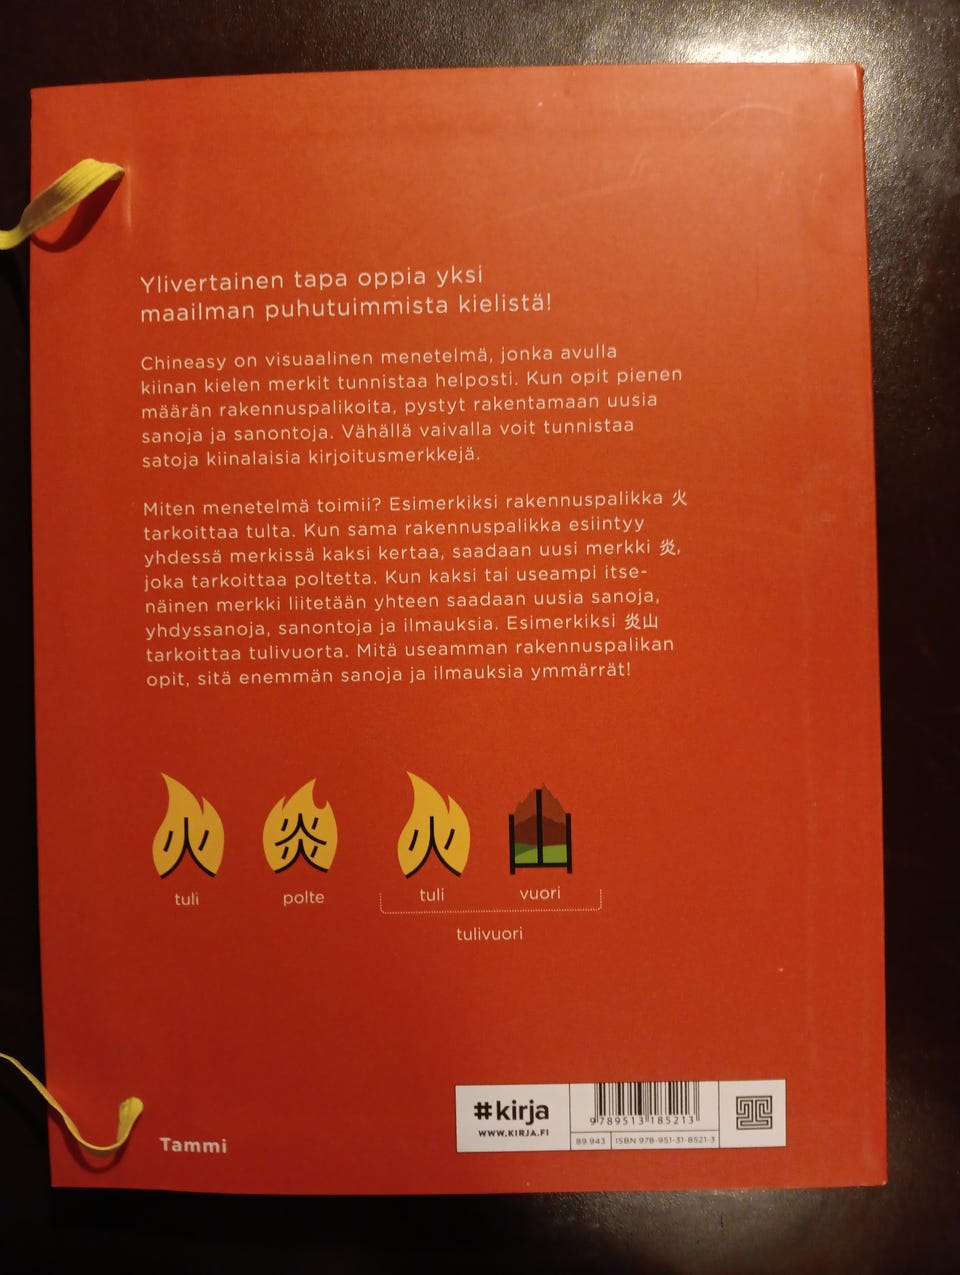 Ylivertainen tapa oppia yksi
maailman puhutuimmista kielistä!
Chineasy on visuaalinen menetelmä, jonka avulla
kiinan kielen merkit tunnistaa helposti. Kun opit pienen
määrän rakennuspalikoita, pystyt rakentamaan uusia
sanoja ja sanontoja. Vähällä vaivalla voit tunnistaa
satoja kiinalaisia kirjoitusmerkkejä.
Miten menetelmä toimii? Esimerkiksi rakennuspalikka 火
tarkoittaa tulta. Kun sama rakennuspalikka esiintyy
yhdessä merkissä kaksi kertaa, saadaan uusi merkki 炎,
joka tarkoittaa poltetta. Kun kaksi tai useampi itse-
näinen merkki liitetään yhteen saadaan uusia sanoja,
yhdyssanoja, sanontoja ja ilmauksia. Esimerkiksi 炎山
tarkoittaa tulivuorta. Mitä useamman rakennuspalikan
opit, sitä enemmän sanoja ja ilmauksia ymmärrät!
火 炎 火 山
tuli polte tuli vuori
tulivuori
Tammi
#kirja
WWW.KIRJA.FI
9789513185213
89.943 ISBN 978-951-31-8521-3